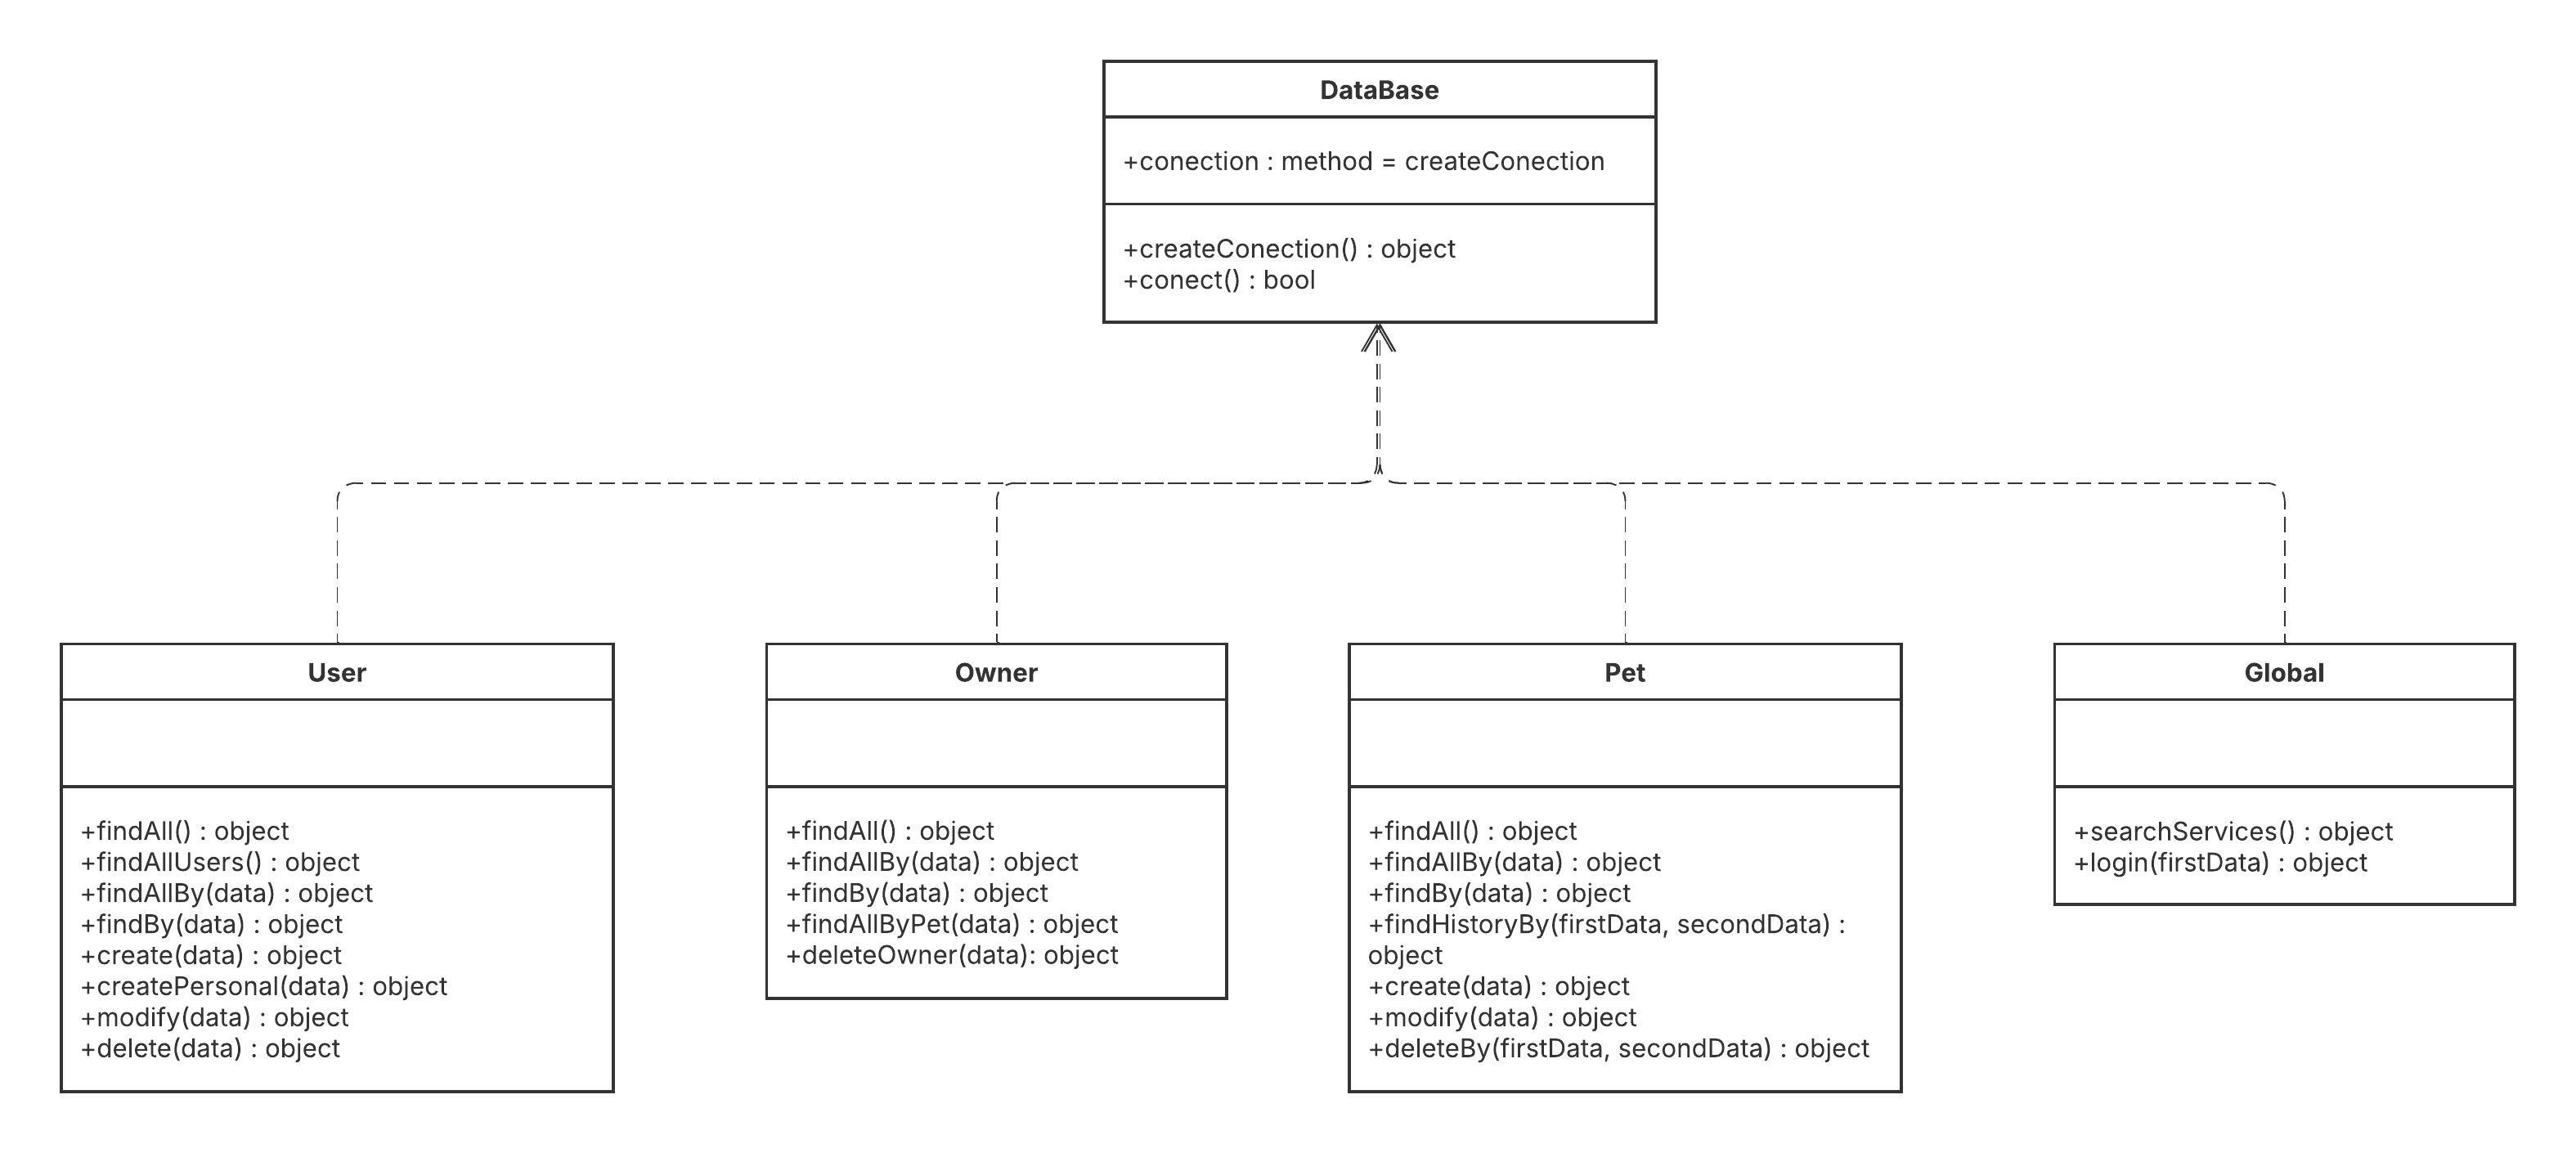 DataBase
+conection : method = createConection
+createConection() : object
+conect() : bool
User
+findAll() : object
+findAllUsers() : object
+findAllBy(data) : object
+findBy(data) : object
+create(data) : object
+createPersonal(data) : object
+modify(data) : object
+delete(data) : object
Owner
+findAll() : object
+findAllBy(data) : object
+findBy(data) : object
+findAllByPet(data) : object
+deleteOwner(data): object
Pet
+findAll() : object
+findAllBy(data) : object
+findBy(data) : object
+findHistoryBy(firstData, secondData) :
object
+create(data) : object
+modify(data) : object
+deleteBy(firstData, secondData) : object
Global
+searchServices() : object
+login(firstData) : object